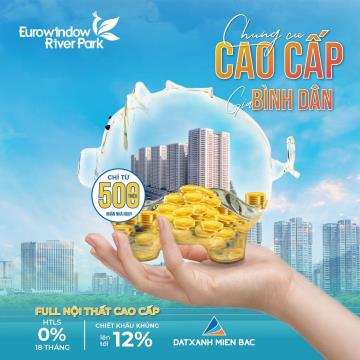 Eurowindow
River Park
Chung cư
CAO CẤP
Giá BÌNH DÂN
CHỈ TỪ
500
NHẬN NHÀ NGAY
FULL NỘI THẤT CAO CẤP
HTLS
0%
18 THÁNG
CHIẾT KHẤU KHỦNG
lên tới 12%
DATXANH MIEN BAC